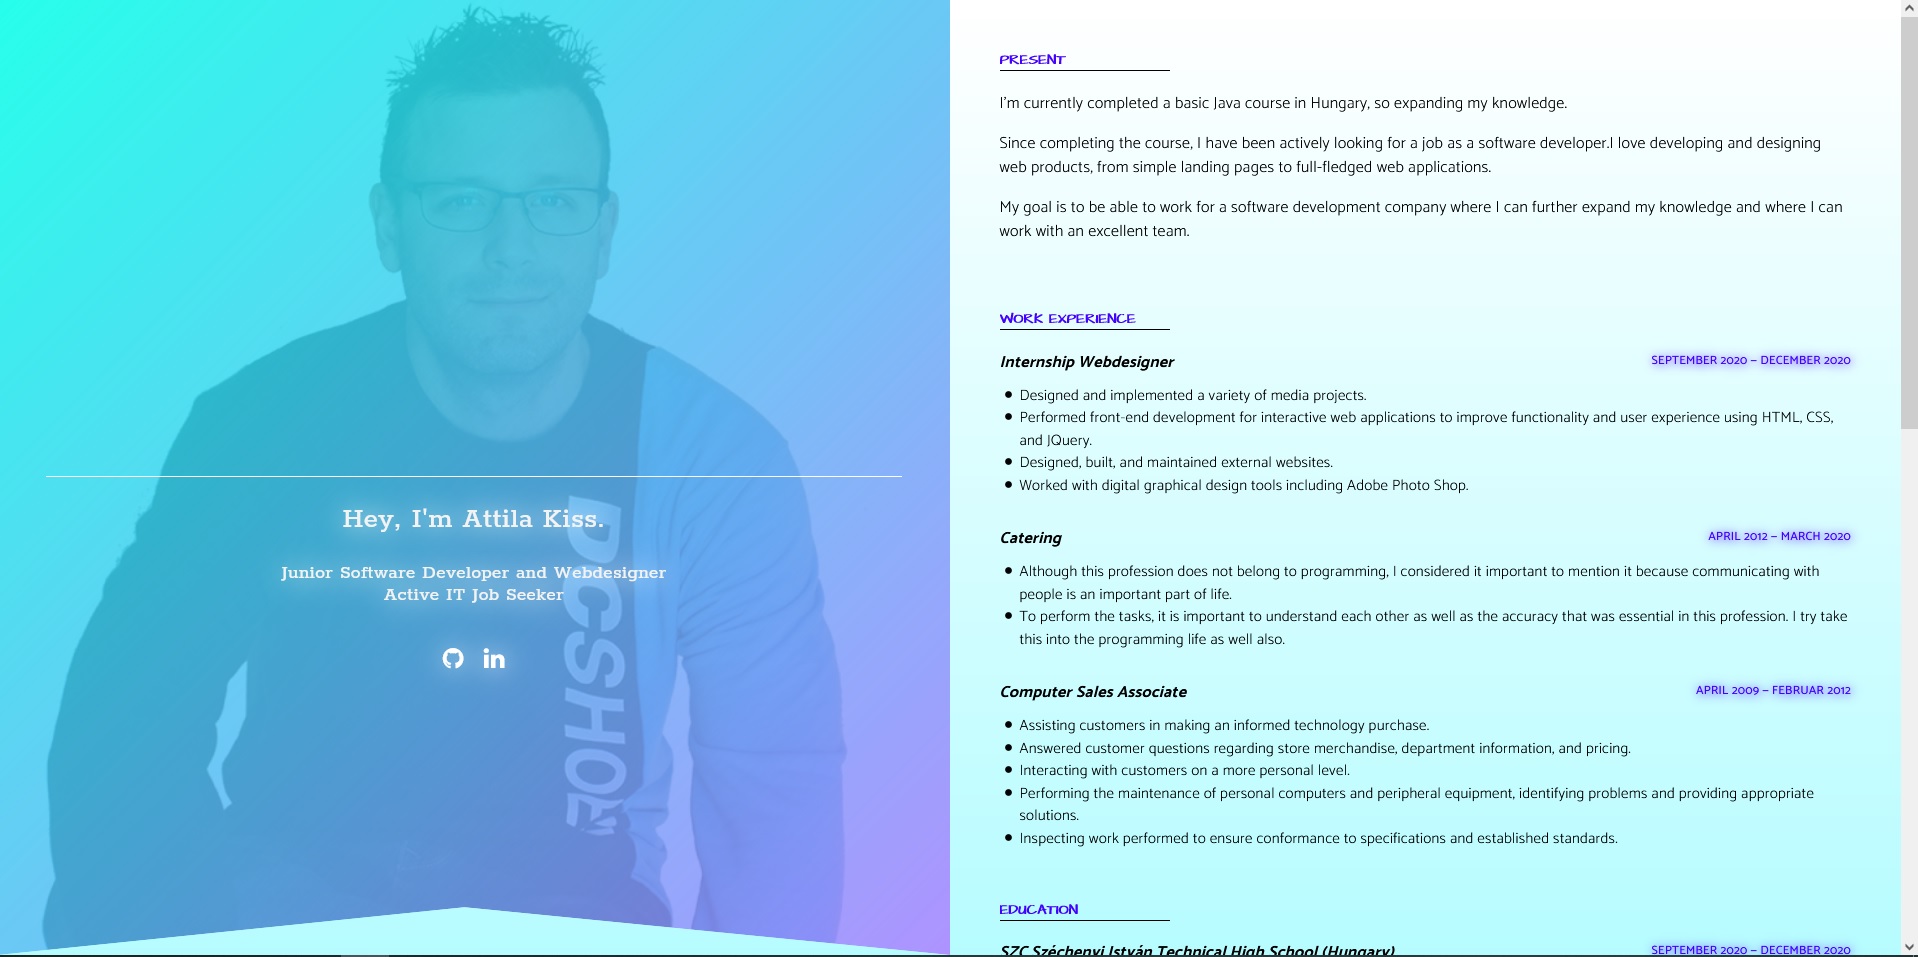 Hey, I'm Attila Kiss.
Junior Software Developer and Webdesigner
Active IT Job Seeker
in
DCSHOE
PRESENT
I'm currently completed a basic Java course in Hungary, so expanding my knowledge.
Since completing the course, I have been actively looking for a job as a software developer.I love developing and designing
web products, from simple landing pages to full-fledged web applications.
My goal is to be able to work for a software development company where I can further expand my knowledge and where I can
work with an excellent team.
WORK EXPERIENCE
Internship Webdesigner SEPTEMBER 2020 – DECEMBER 2020
● Designed and implemented a variety of media projects.
● Performed front-end development for interactive web applications to improve functionality and user experience using HTML, CSS,
and JQuery.
● Designed, built, and maintained external websites.
● Worked with digital graphical design tools including Adobe Photo Shop.
Catering APRIL 2012 – MARCH 2020
● Although this profession does not belong to programming, I considered it important to mention it because communicating with
people is an important part of life.
● To perform the tasks, it is important to understand each other as well as the accuracy that was essential in this profession. I try take
this into the programming life as well also.
Computer Sales Associate APRIL 2009 – FEBRUAR 2012
● Assisting customers in making an informed technology purchase.
● Answered customer questions regarding store merchandise, department information, and pricing.
● Interacting with customers on a more personal level.
● Performing the maintenance of personal computers and peripheral equipment, identifying problems and providing appropriate
solutions.
● Inspecting work performed to ensure conformance to specifications and established standards.
EDUCATION
SZC Széchenyi István Technical High School (Hungary) SEPTEMBER 2020 – DECEMBER 2020